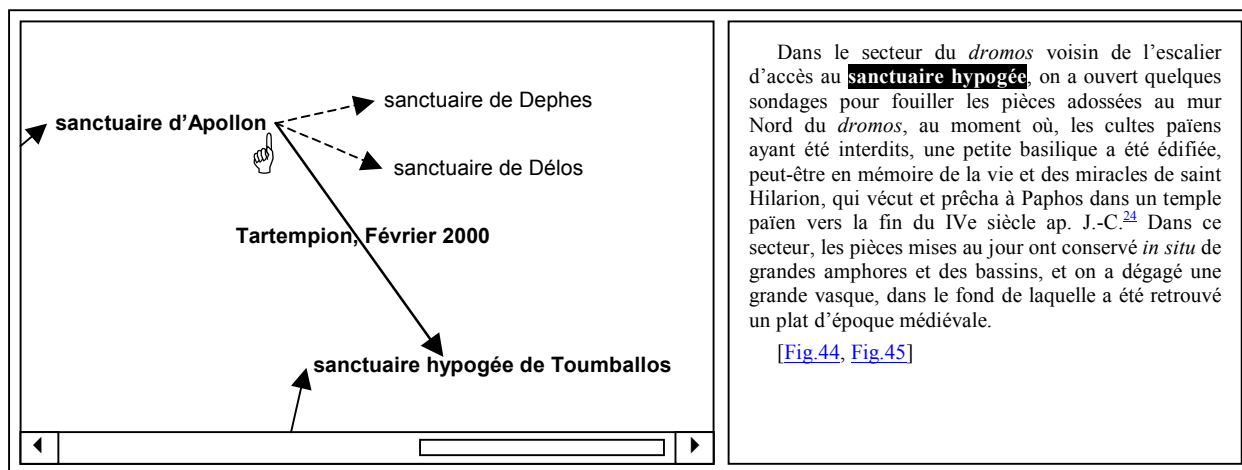 sanctuaire de Dephes
sanctuaire d'Apollon
sanctuaire de Délos
Tartempion, Février 2000
sanctuaire hypogée de Toumballos
Dans le secteur du dromos voisin de l'escalier
d'accès au sanctuaire hypogée, on a ouvert quelques
sondages pour fouiller les pièces adossées au mur
Nord du dromos, au moment où, les cultes païens
ayant été interdits, une petite basilique a été édifiée,
peut-être en mémoire de la vie et des miracles de saint
Hilarion, qui vécut et prêcha à Paphos dans un temple
païen vers la fin du IVe siècle ap. J.-C.24 Dans ce
secteur, les pièces mises au jour ont conservé in situ de
grandes amphores et des bassins, et on a dégagé une
grande vasque, dans le fond de laquelle a été retrouvé
un plat d'époque médiévale.
[Fig.44, Fig.45]